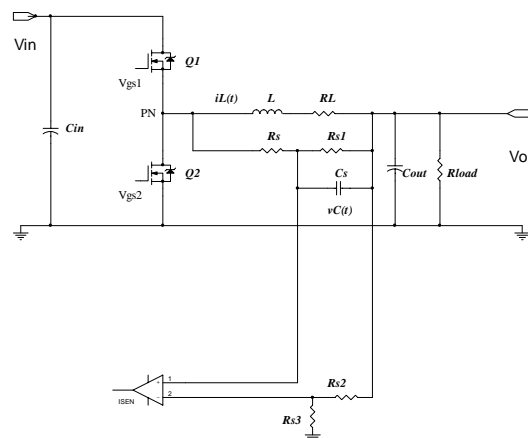 Vin
Q1
Vgs1
iL(t) L RL
PN
Rs Rs1
Cin
Vo
Q2
Cs
Cout Rload
Vgs2
vC(t)
+ 1
ISEN
- 2
Rs2
Rs3